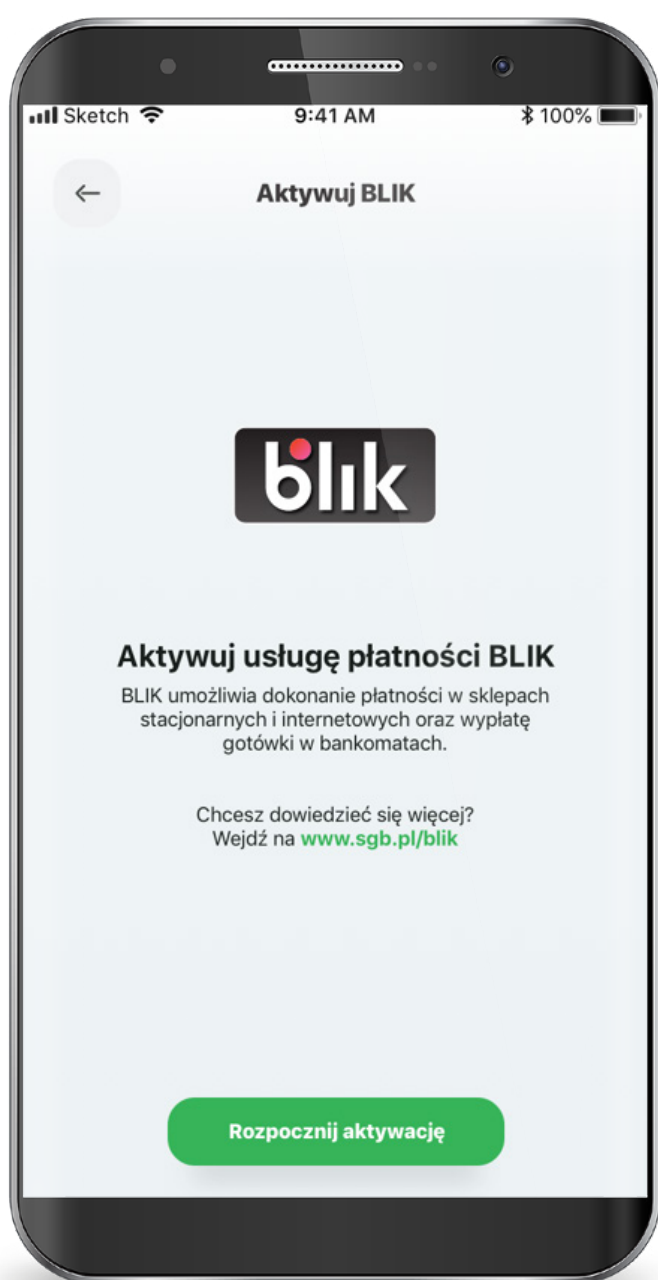 Sketch 9:41 AM 100%
Aktywuj BLIK
blik
Aktywuj usługę płatności BLIK
BLIK umożliwia dokonanie płatności w sklepach
stacjonarnych i internetowych oraz wypłatę
gotówki w bankomatach.
Chcesz dowiedzieć się więcej?
Wejdź na www.sgb.pl/blik
Rozpocznij aktywację